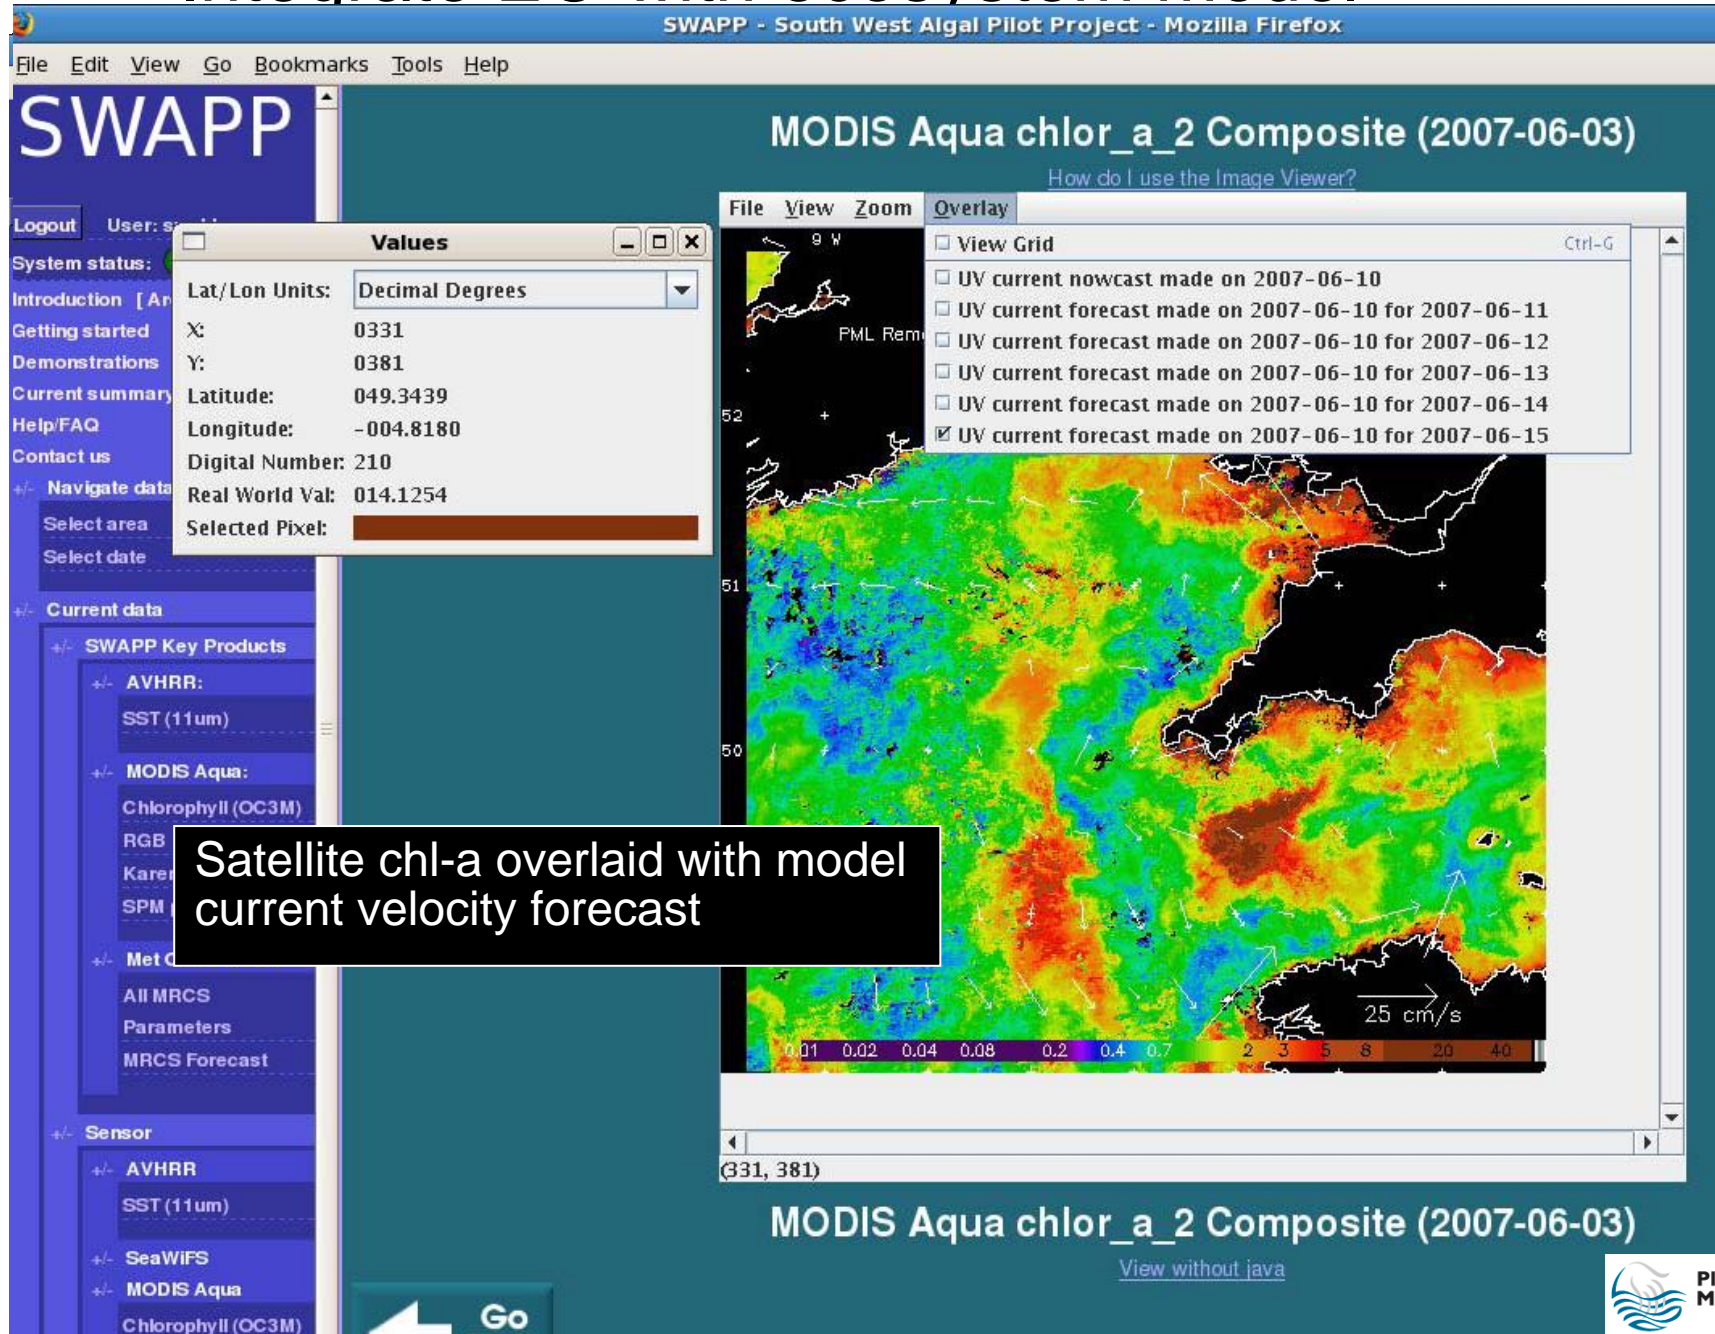 SWAPP - South West Algal Pilot Project - Mozilla Firefox
File Edit View Go Bookmarks Tools Help
SWAPP
Logout User:
System status:
Introduction [
Getting started
Demonstrations
Current summary
Help/FAQ
Contact us
+/- Navigate data
Select area
Select date
+/- Current data
+/- SWAPP Key Products
+/- AVHRR:
SST (11um)
+/- MODIS Aqua:
Chlorophyll (OC3M)
RGB
SPM
+/- Met
All MRCS
Parameters
MRCS Forecast
+/- Sensor
+/- AVHRR
SST (11um)
+/- SeaWiFS
+/- MODIS Aqua
Chlorophyll (OC3M)
Values
Lat/Lon Units: Decimal Degrees
X: 0331
Y: 0381
Latitude: 049.3439
Longitude: -004.8180
Digital Number: 210
Real World Val: 014.1254
Selected Pixel:
Satellite chl-a overlaid with model
current velocity forecast
MODIS Aqua chlor_a_2 Composite (2007-06-03)
How do I use the Image Viewer?
File View Zoom Overlay
View Grid Ctrl-G
UV current nowcast made on 2007-06-10
UV current forecast made on 2007-06-10 for 2007-06-11
UV current forecast made on 2007-06-10 for 2007-06-12
UV current forecast made on 2007-06-10 for 2007-06-13
UV current forecast made on 2007-06-10 for 2007-06-14
UV current forecast made on 2007-06-10 for 2007-06-15
9 W
PML
52
51
50
25 cm/s
0.01 0.02 0.04 0.08 0.2 0.4 0.7 2 3 5 8 20 40
(331, 381)
MODIS Aqua chlor_a_2 Composite (2007-06-03)
View without java
Go